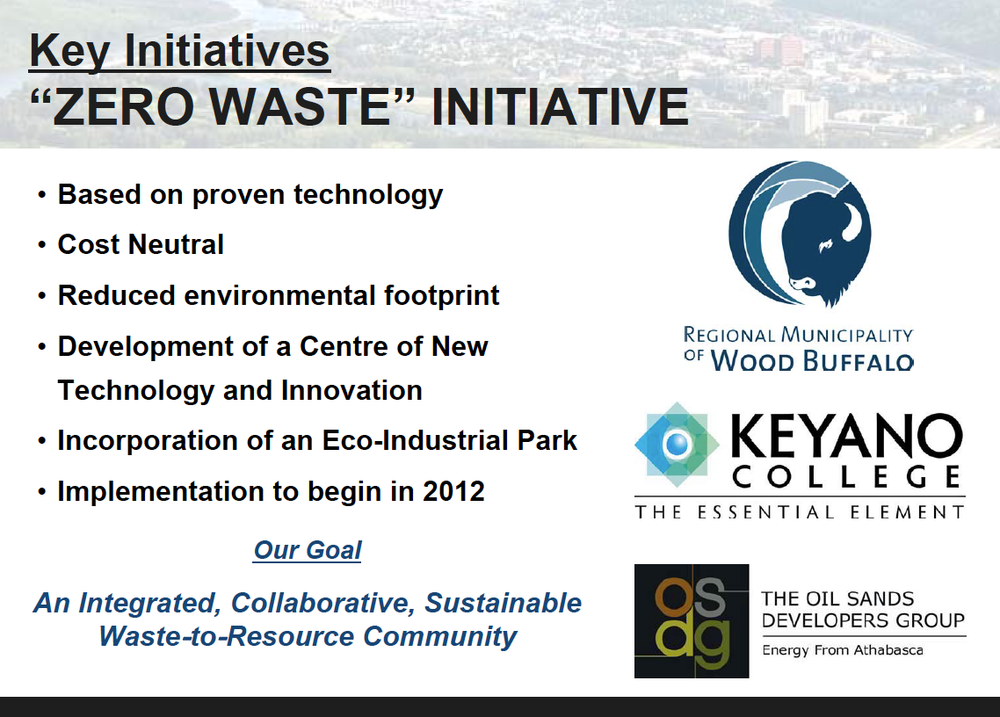 Key Initiatives
“ZERO WASTE” INITIATIVE
• Based on proven technology
• Cost Neutral
• Reduced environmental footprint
• Development of a Centre of New
Technology and Innovation
• Incorporation of an Eco-Industrial Park
• Implementation to begin in 2012
Our Goal
An Integrated, Collaborative, Sustainable
Waste-to-Resource Community
REGIONAL MUNICIPALITY
OF WOOD BUFFALO
KEYANO
COLLEGE
THE ESSENTIAL ELEMENT
os
dg
THE OIL SANDS
DEVELOPERS GROUP
Energy From Athabasca